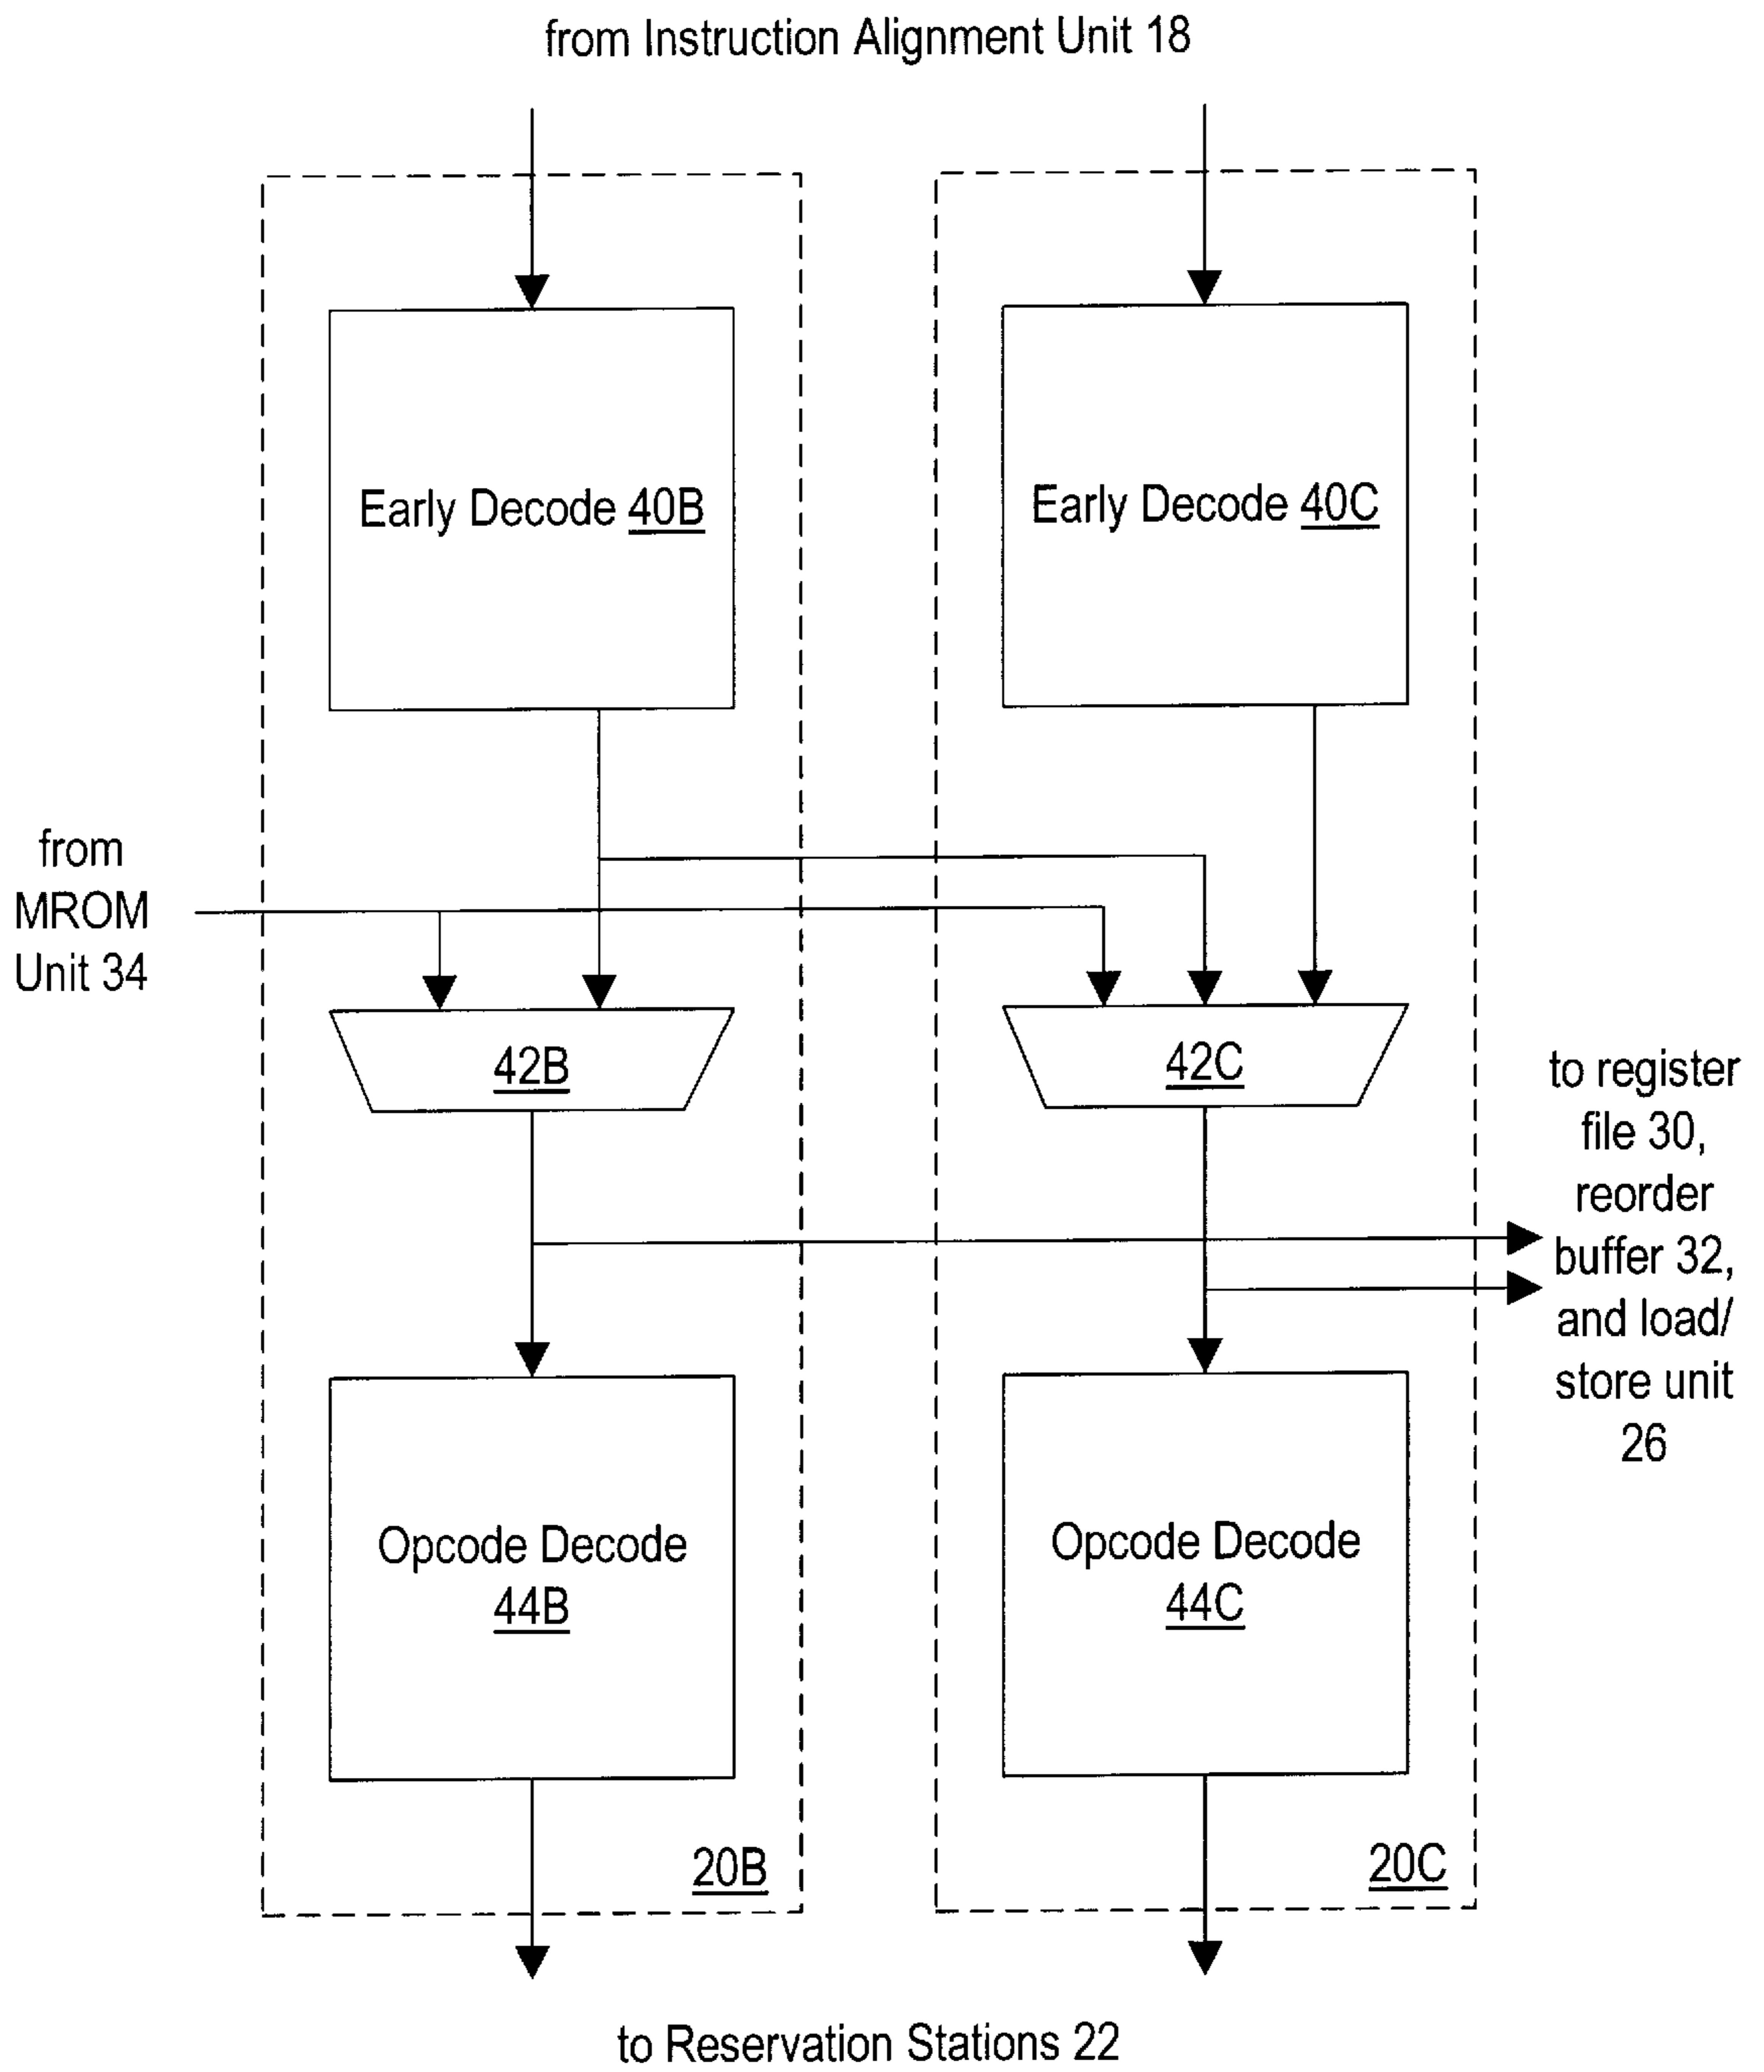 from Instruction Alignment Unit 18
Early Decode 40B
Early Decode 40C
from
MROM
Unit 34
42B
42C
to register
file 30,
reorder
buffer 32,
and load/
store unit
26
Opcode Decode
44B
Opcode Decode
44C
20B
20C
to Reservation Stations 22